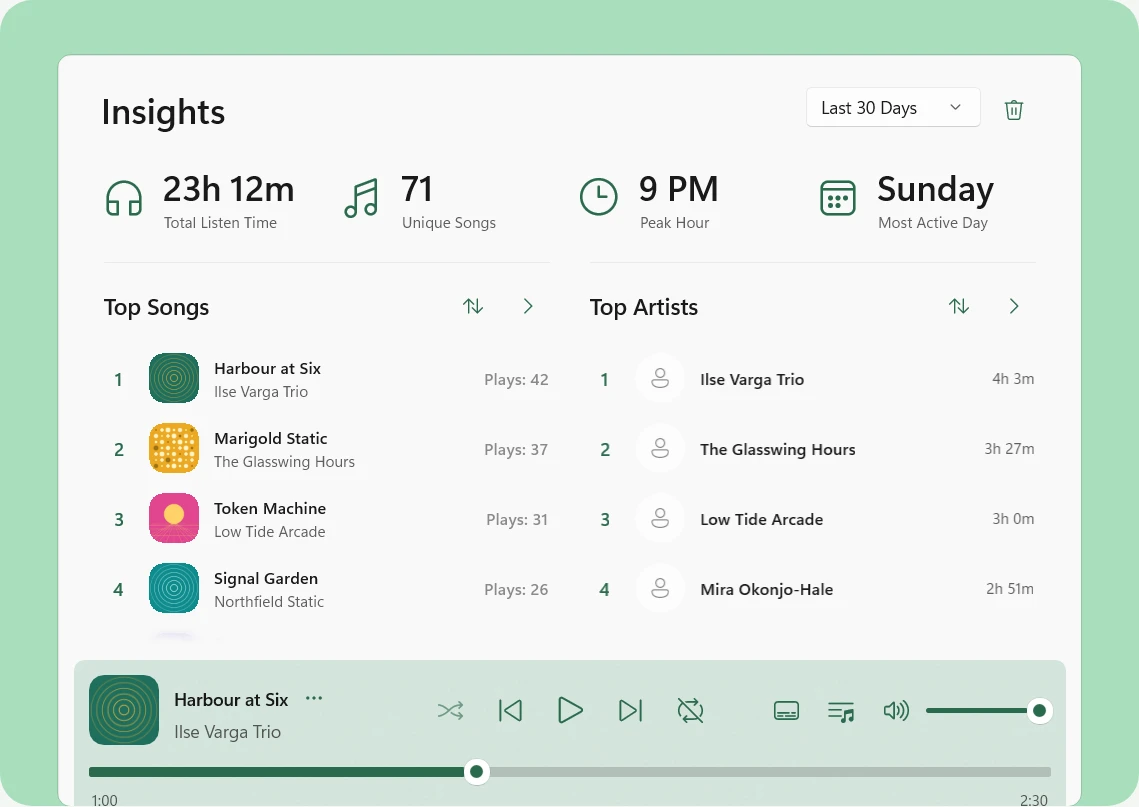 Insights
Last 30 Days
23h 12m
Total Listen Time
71
Unique Songs
9 PM
Peak Hour
Sunday
Most Active Day
Top Songs
1
Harbour at Six
Ilse Varga Trio
Plays: 42
2
Marigold Static
The Glasswing Hours
Plays: 37
3
Token Machine
Low Tide Arcade
Plays: 31
4
Signal Garden
Northfield Static
Plays: 26
Top Artists
1
Ilse Varga Trio
4h 3m
2
The Glasswing Hours
3h 27m
3
Low Tide Arcade
3h 0m
4
Mira Okonjo-Hale
2h 51m
Harbour at Six
Ilse Varga Trio
1:00
2:30